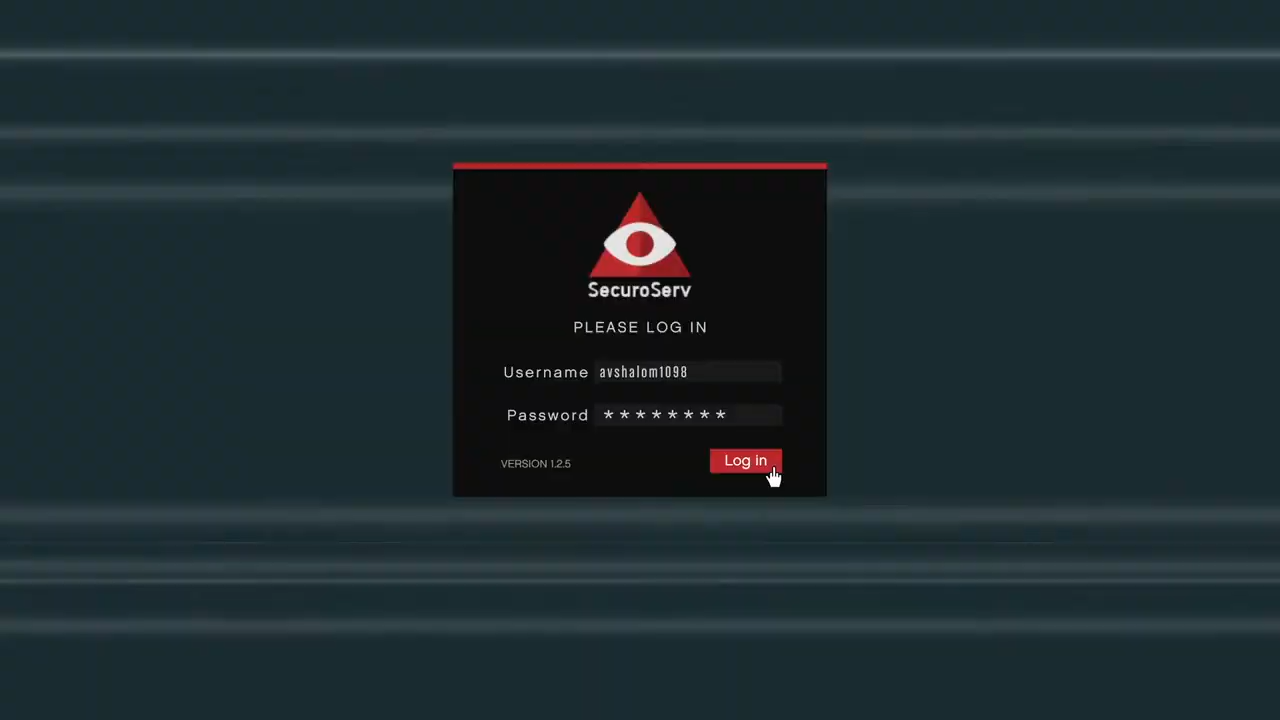 SecuroServ
PLEASE LOG IN
Username avshalom1098
Password ********
VERSION 1.2.5 Log in